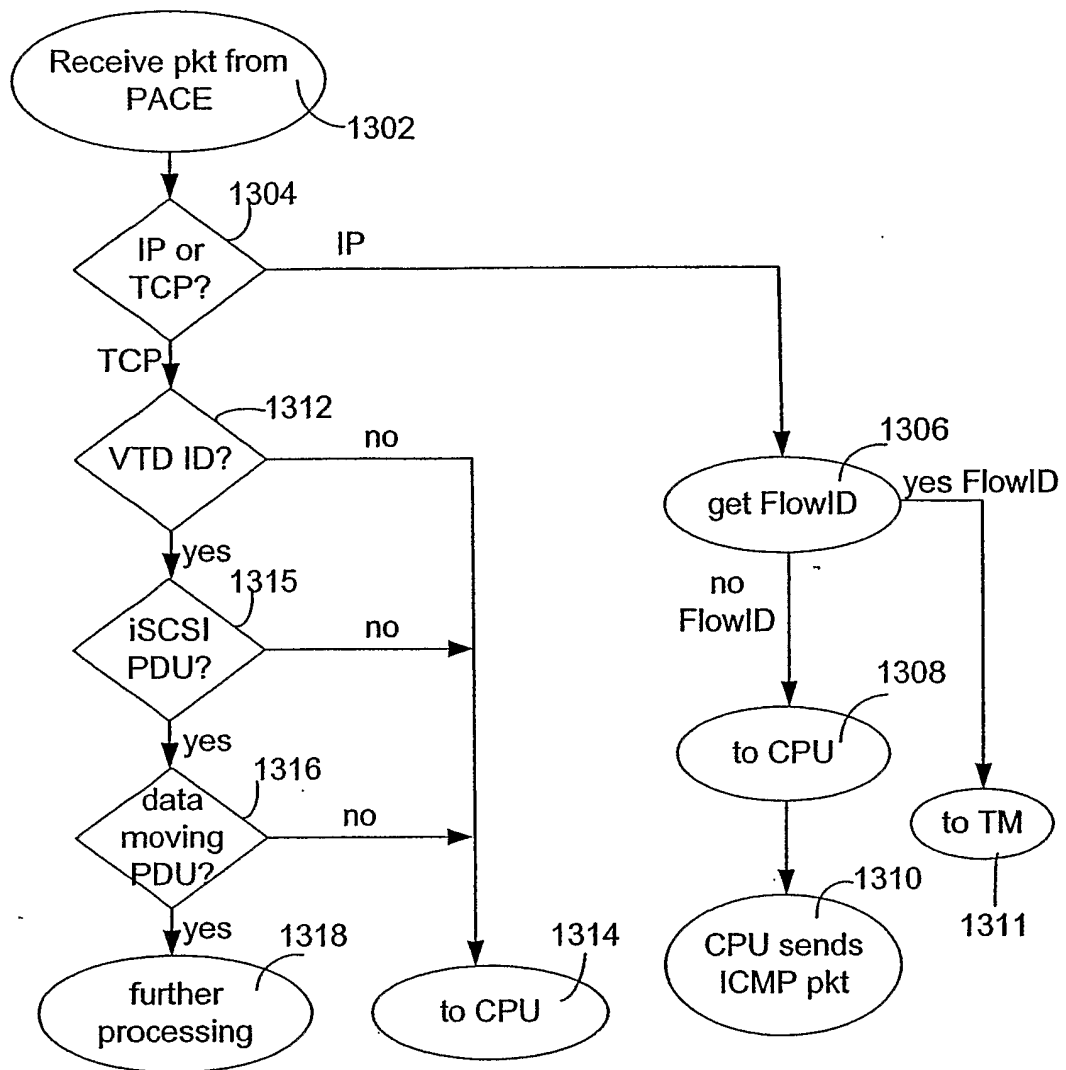 Receive pkt from
PACE
1302
1304
IP or
TCP?
IP
TCP
1312
VTD ID?
no
yes
1306
get FlowID
yes FlowID
no
FlowID
1315
iSCSI
PDU?
no
yes
1308
to CPU
1316
data
moving
PDU?
no
yes
to TM
1311
1310
CPU sends
ICMP pkt
1318
further
processing
1314
to CPU